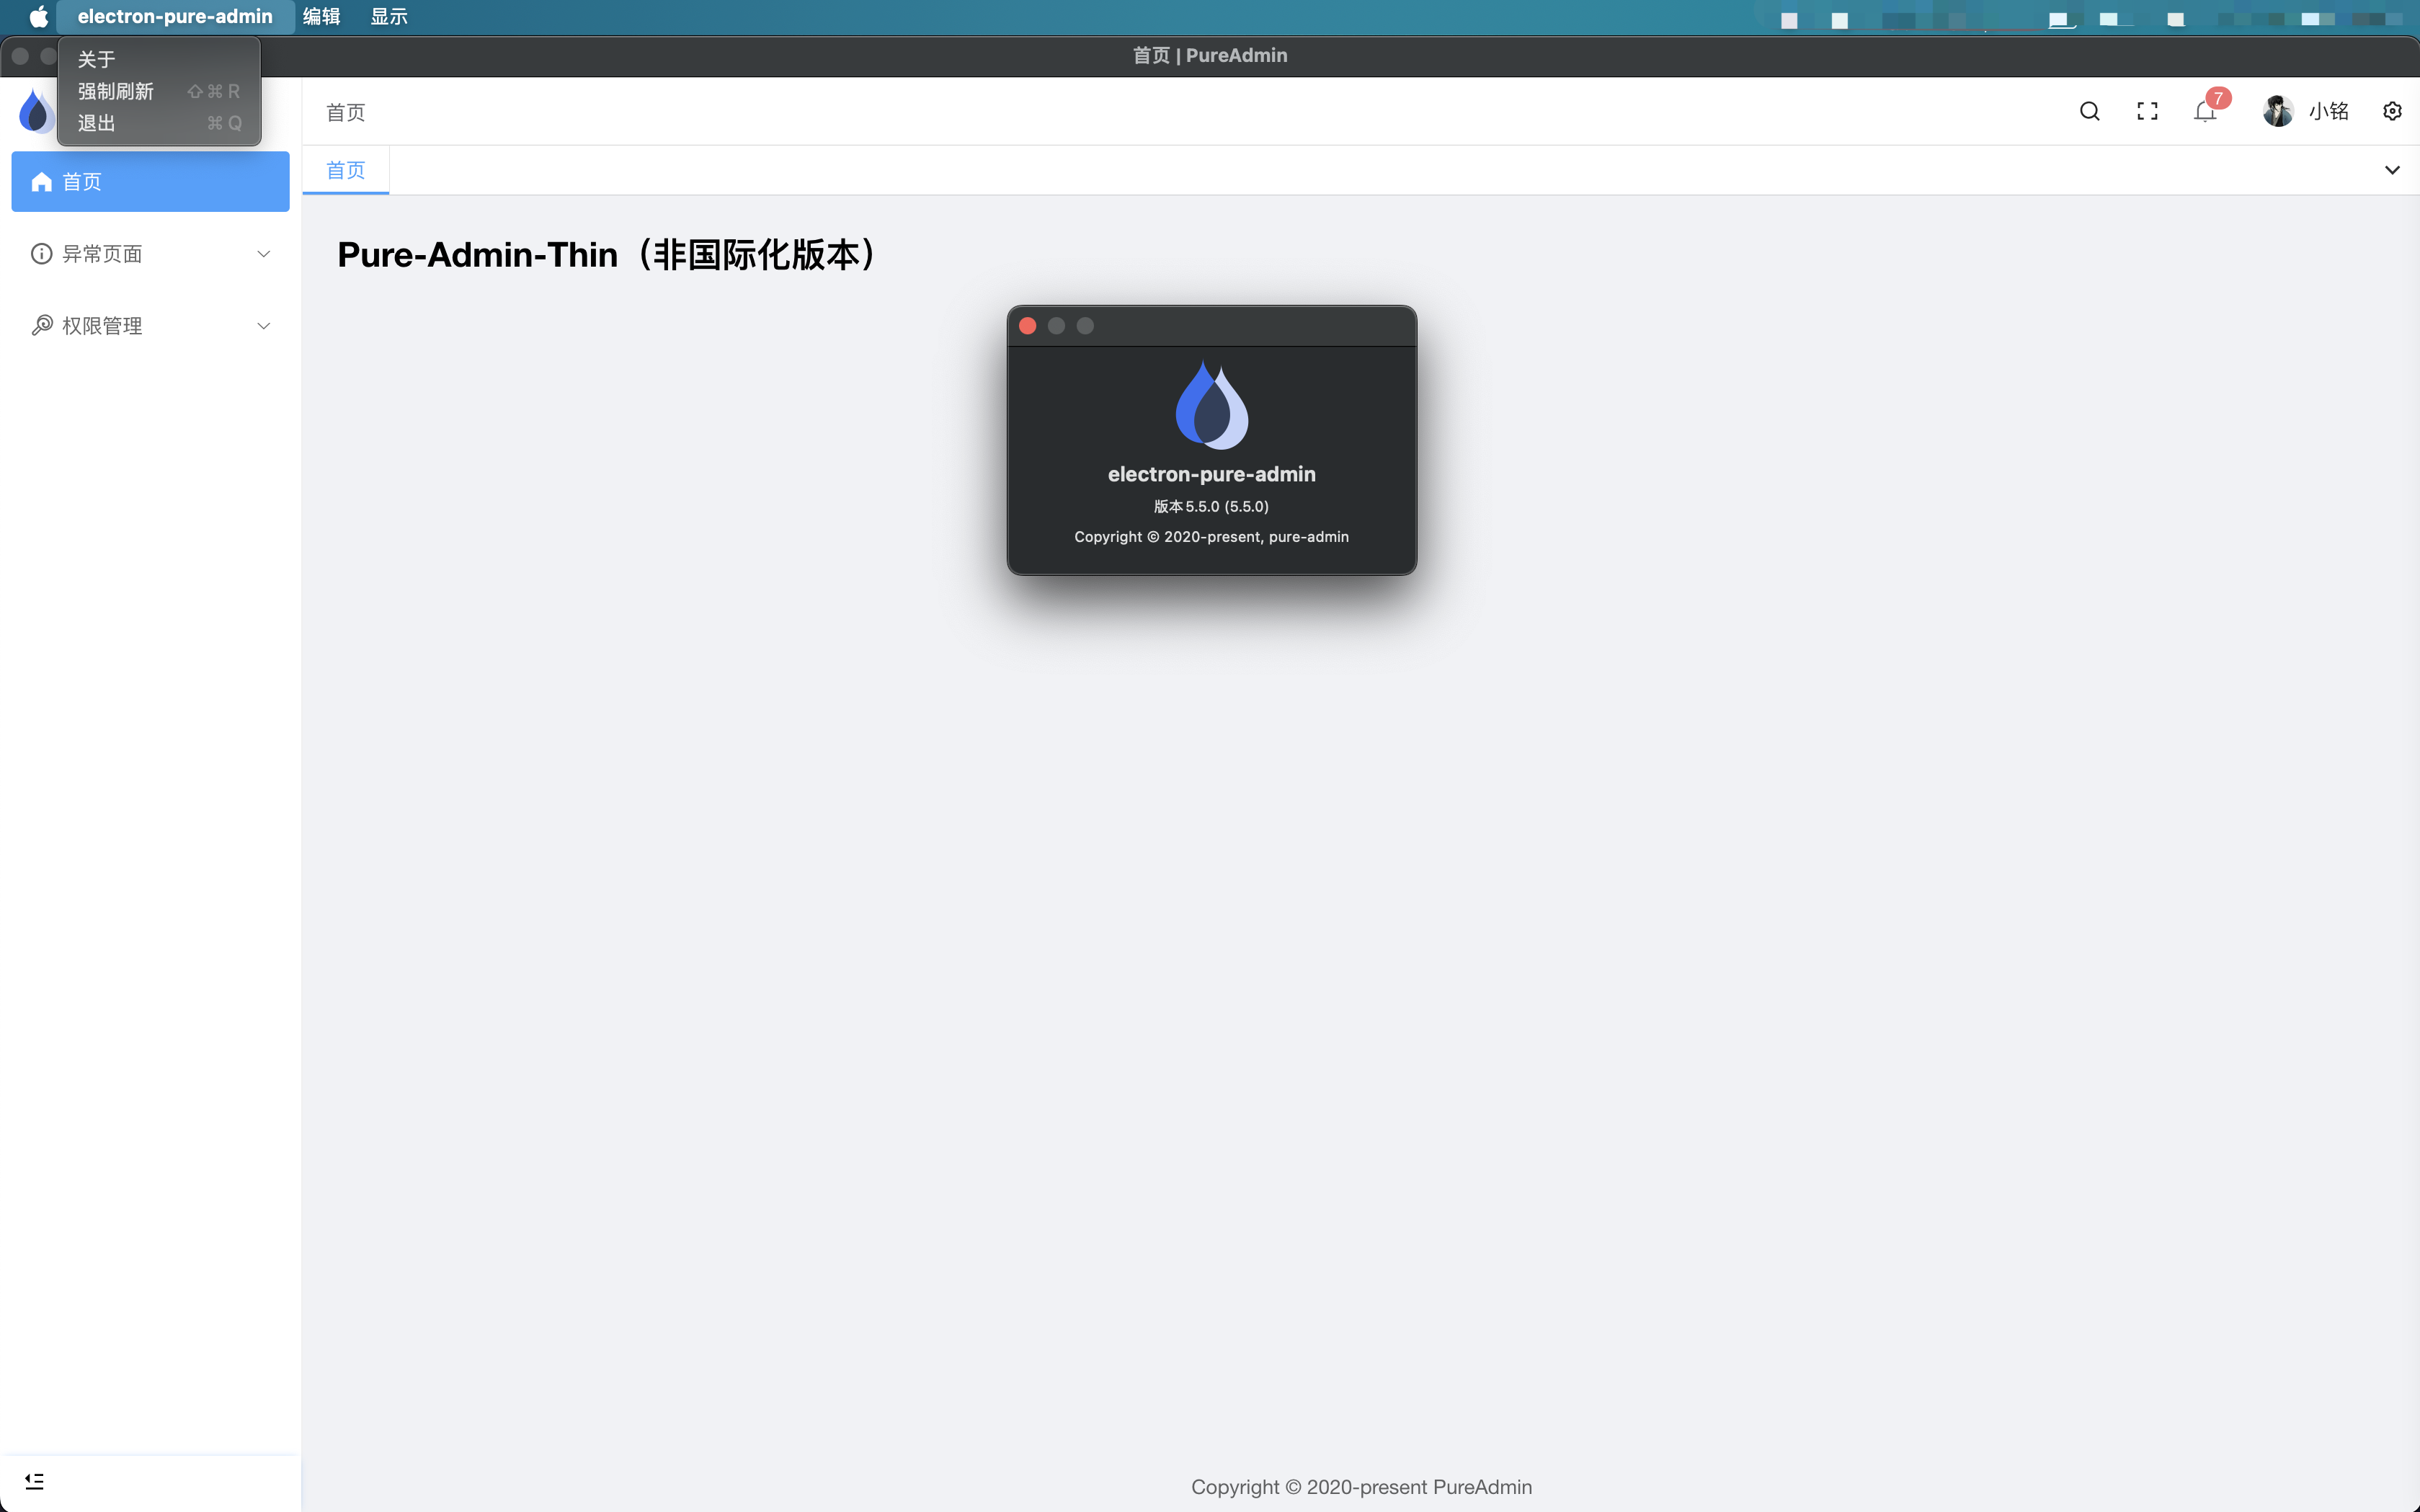 electron-pure-admin 编辑 显示
关于
强制刷新 ⇧⌘R
退出 ⌘Q
首页 | PureAdmin
首页
7
小铭
首页
异常页面
权限管理
首页
Pure-Admin-Thin（非国际化版本）
electron-pure-admin
版本5.5.0 (5.5.0)
Copyright © 2020-present, pure-admin
Copyright © 2020-present PureAdmin